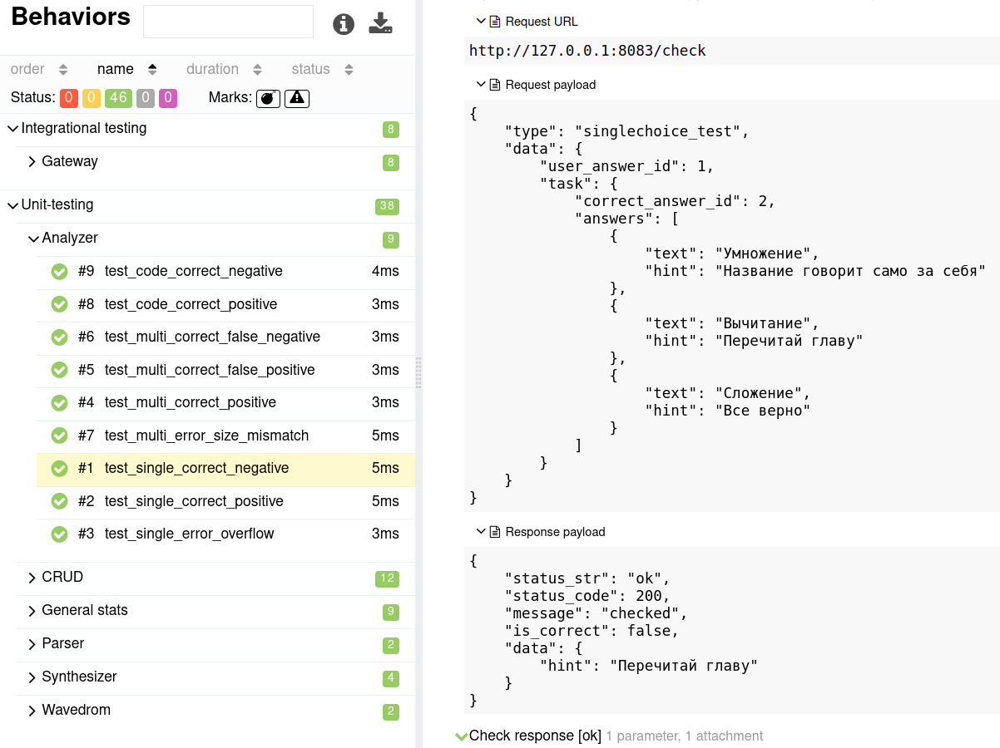 Behaviors
order name duration status
Status: 0 0 46 0 0 Marks:
Integrational testing 8
Gateway 8
Unit-testing 38
Analyzer 9
#9 test_code_correct_negative 4ms
#8 test_code_correct_positive 3ms
#6 test_multi_correct_false_negative 3ms
#5 test_multi_correct_false_positive 3ms
#4 test_multi_correct_positive 3ms
#7 test_multi_error_size_mismatch 5ms
#1 test_single_correct_negative 5ms
#2 test_single_correct_positive 5ms
#3 test_single_error_overflow 3ms
CRUD 12
General stats 9
Parser 2
Synthesizer 4
Wavedrom 2
Request URL
http://127.0.0.1:8083/check
Request payload
{
    "type": "singlechoice_test",
    "data": {
        "user_answer_id": 1,
        "task": {
            "correct_answer_id": 2,
            "answers": [
                {
                    "text": "Умножение",
                    "hint": "Название говорит само за себя"
                },
                {
                    "text": "Вычитание",
                    "hint": "Перечитай главу"
                },
                {
                    "text": "Сложение",
                    "hint": "Все верно"
                }
            ]
        }
    }
}
Response payload
{
    "status_str": "ok",
    "status_code": 200,
    "message": "checked",
    "is_correct": false,
    "data": {
        "hint": "Перечитай главу"
    }
}
Check response [ok] 1 parameter, 1 attachment